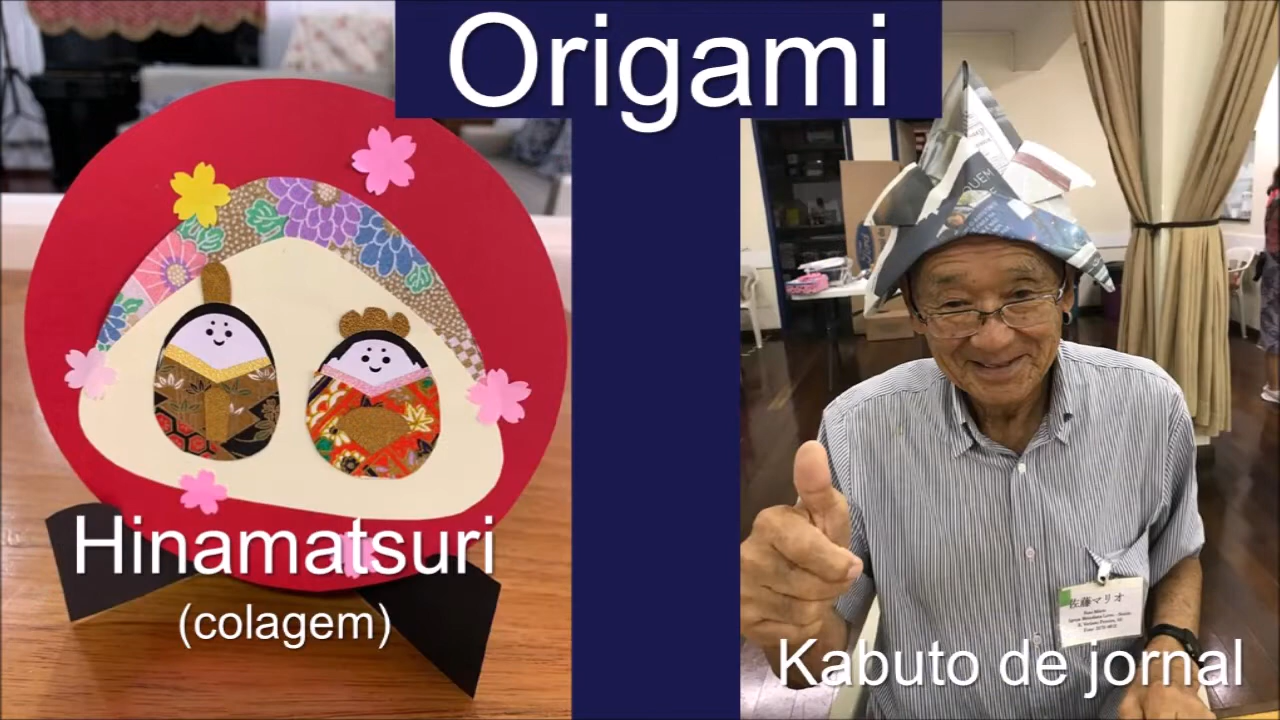 Origami
Hinamatsuri
(colagem)
Kabuto de jornal
佐藤マリオ